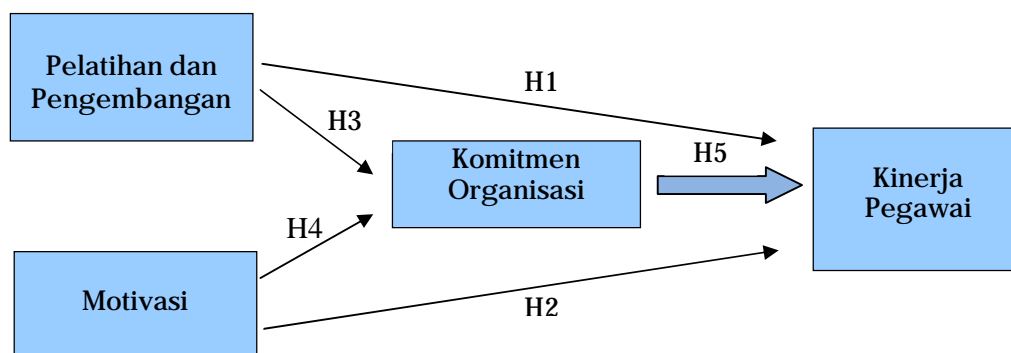 Pelatihan dan
Pengembangan
H1
H3
Komitmen
Organisasi
H5
Kinerja
Pegawai
H4
Motivasi
H2